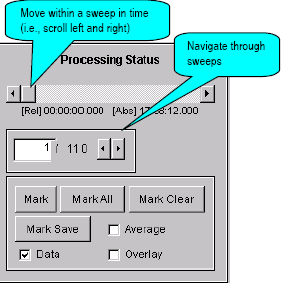 Move within a sweep in time
(i.e., scroll left and right)
Processing Status
Navigate through
sweeps
[Rel] 00:00:00.000 [Abs] 17:08:12.000
1 / 110
Mark Mark All Mark Clear
Mark Save Average
Data Overlay